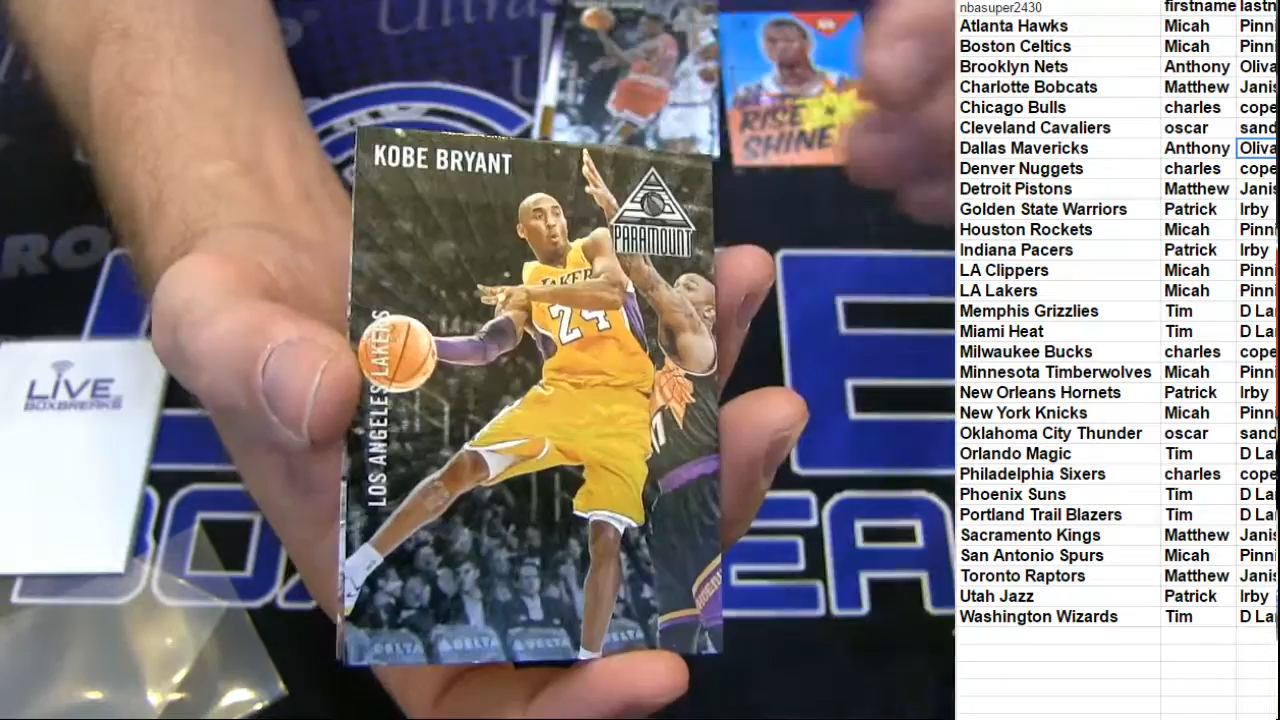 KOBE BRYANT
PARAMOUNT
LOS ANGELES LAKERS
LAKERS
24
RISE
SHINE
LIVE
BOXBREAKS
DELTA
DELTA
DELTA
nbasuper2430 firstname lastn
Atlanta Hawks Micah Pinn
Boston Celtics Micah Pinn
Brooklyn Nets Anthony Oliva
Charlotte Bobcats Matthew Janis
Chicago Bulls charles cope
Cleveland Cavaliers oscar sand
Dallas Mavericks Anthony Oliva
Denver Nuggets charles cope
Detroit Pistons Matthew Janis
Golden State Warriors Patrick Irby
Houston Rockets Micah Pinn
Indiana Pacers Patrick Irby
LA Clippers Micah Pinn
LA Lakers Micah Pinn
Memphis Grizzlies Tim D La
Miami Heat Tim D La
Milwaukee Bucks charles cope
Minnesota Timberwolves Micah Pinn
New Orleans Hornets Patrick Irby
New York Knicks Micah Pinn
Oklahoma City Thunder oscar sand
Orlando Magic Tim D La
Philadelphia Sixers charles cope
Phoenix Suns Tim D La
Portland Trail Blazers Tim D La
Sacramento Kings Matthew Janis
San Antonio Spurs Micah Pinn
Toronto Raptors Matthew Janis
Utah Jazz Patrick Irby
Washington Wizards Tim D La